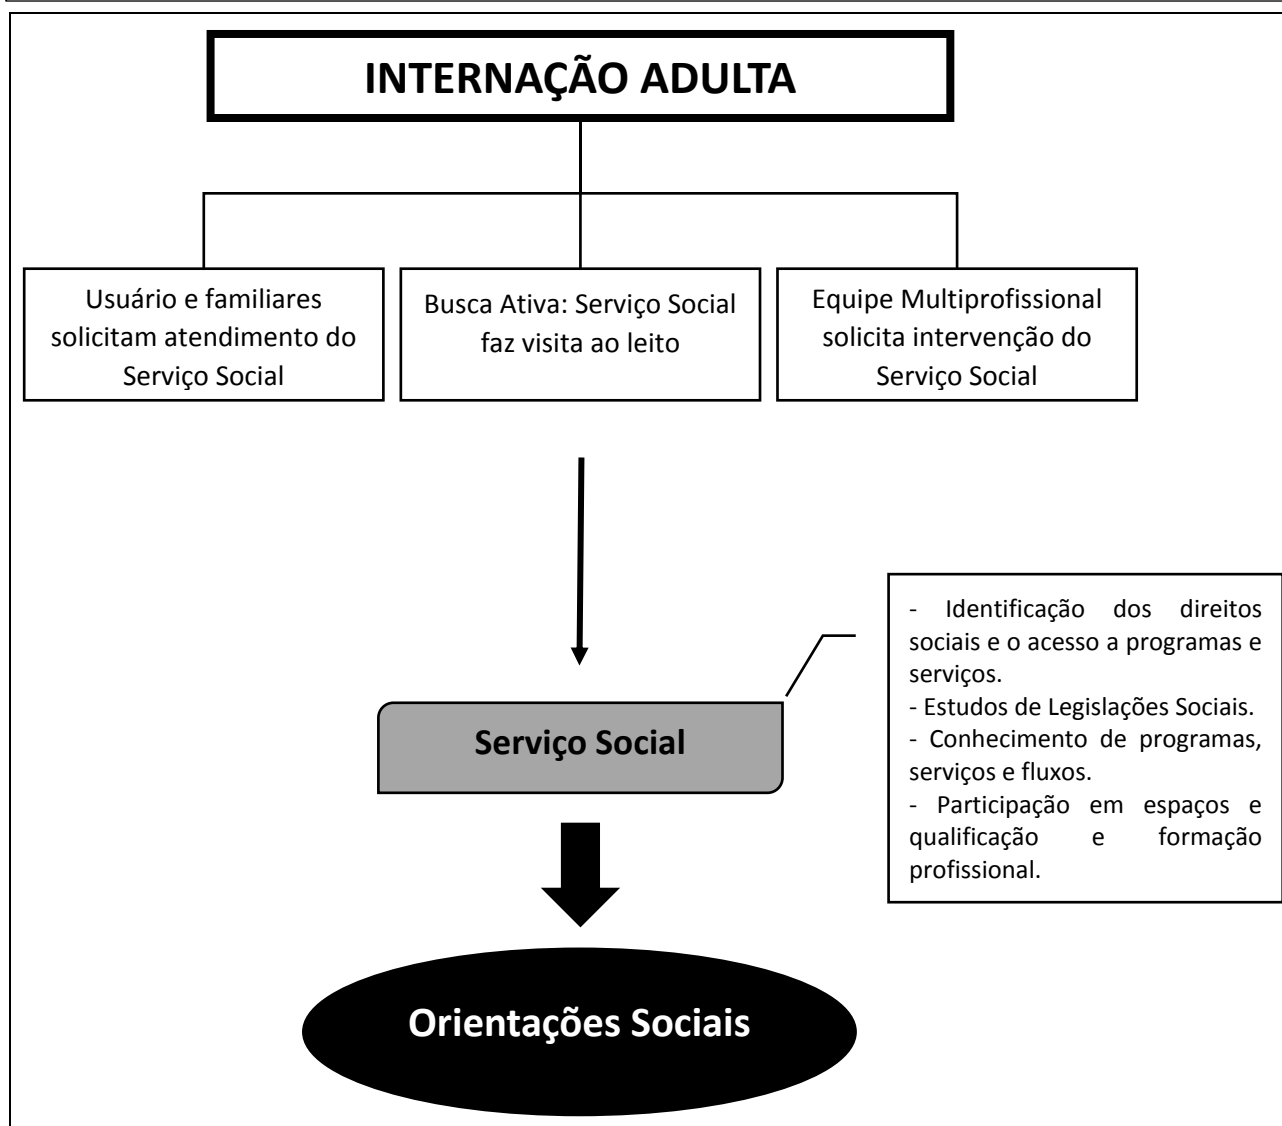 INTERNAÇÃO ADULTA
Usuário e familiares
solicitam atendimento do
Serviço Social
Busca Ativa: Serviço Social
faz visita ao leito
Equipe Multiprofissional
solicita intervenção do
Serviço Social
- Identificação dos direitos
sociais e o acesso a programas e
serviços.
- Estudos de Legislações Sociais.
- Conhecimento de programas,
serviços e fluxos.
- Participação em espaços e
qualificação e formação
profissional.
Serviço Social
Orientações Sociais